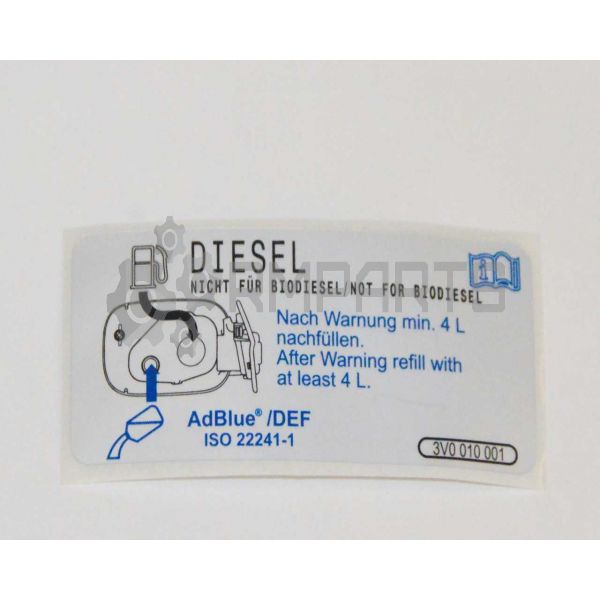 DIESEL
NICHT FÜR BIODIESEL/NOT FOR BIODIESEL
Nach Warnung min. 4 L
nachfüllen.
After Warning refill with
at least 4 L.
AdBlue® /DEF
ISO 22241-1
3V0 010 001
RMPARTS